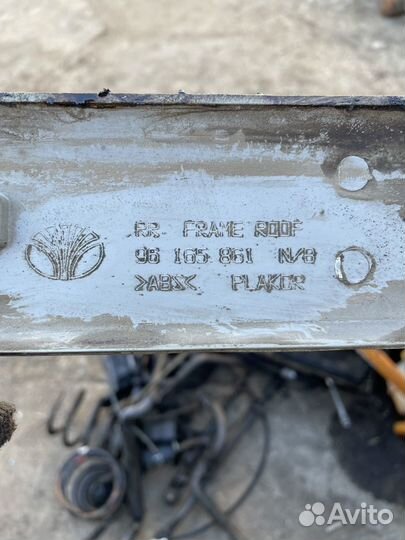 RR. FRAME ROOF
96 165 861 N/B
>ABS< PLAKOR
Avito